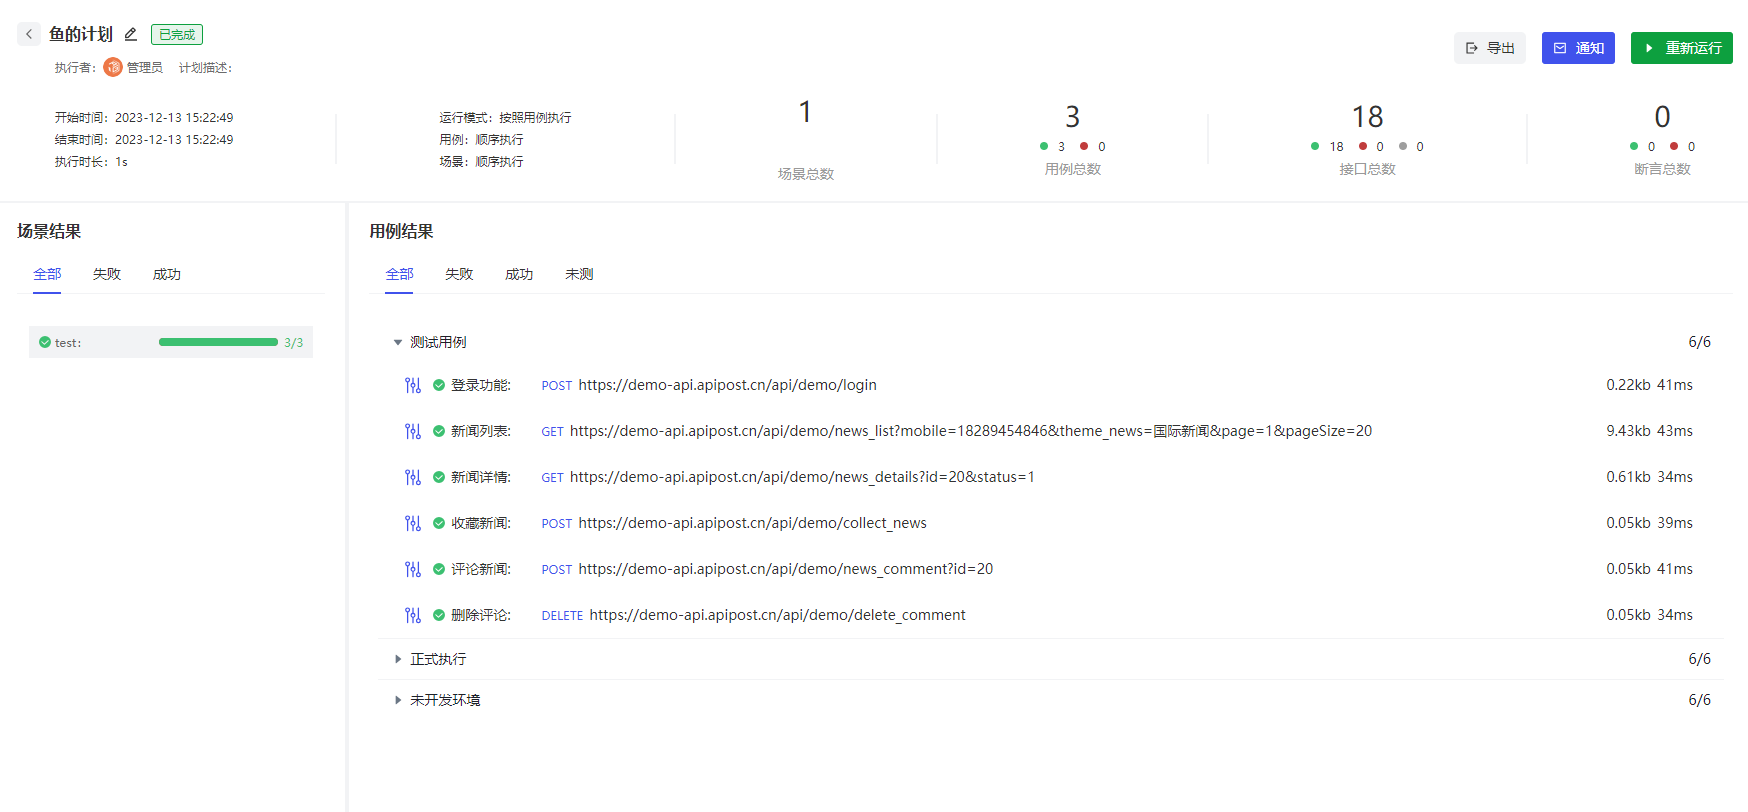 鱼的计划 已完成
执行者: 管理员 计划描述:
导出 通知 重新运行
开始时间: 2023-12-13 15:22:49
结束时间: 2023-12-13 15:22:49
执行时长: 1s
运行模式: 按照用例执行
用例: 顺序执行
场景: 顺序执行
1
场景总数
3
3 0
用例总数
18
18 0 0
接口总数
0
0 0
断言总数
场景结果
全部 失败 成功
test: 3/3
用例结果
全部 失败 成功 未测
测试用例 6/6
登录功能: POST https://demo-api.apipost.cn/api/demo/login 0.22kb 41ms
新闻列表: GET https://demo-api.apipost.cn/api/demo/news_list?mobile=18289454846&theme_news=国际新闻&page=1&pageSize=20 9.43kb 43ms
新闻详情: GET https://demo-api.apipost.cn/api/demo/news_details?id=20&status=1 0.61kb 34ms
收藏新闻: POST https://demo-api.apipost.cn/api/demo/collect_news 0.05kb 39ms
评论新闻: POST https://demo-api.apipost.cn/api/demo/news_comment?id=20 0.05kb 41ms
删除评论: DELETE https://demo-api.apipost.cn/api/demo/delete_comment 0.05kb 34ms
正式执行 6/6
未开发环境 6/6